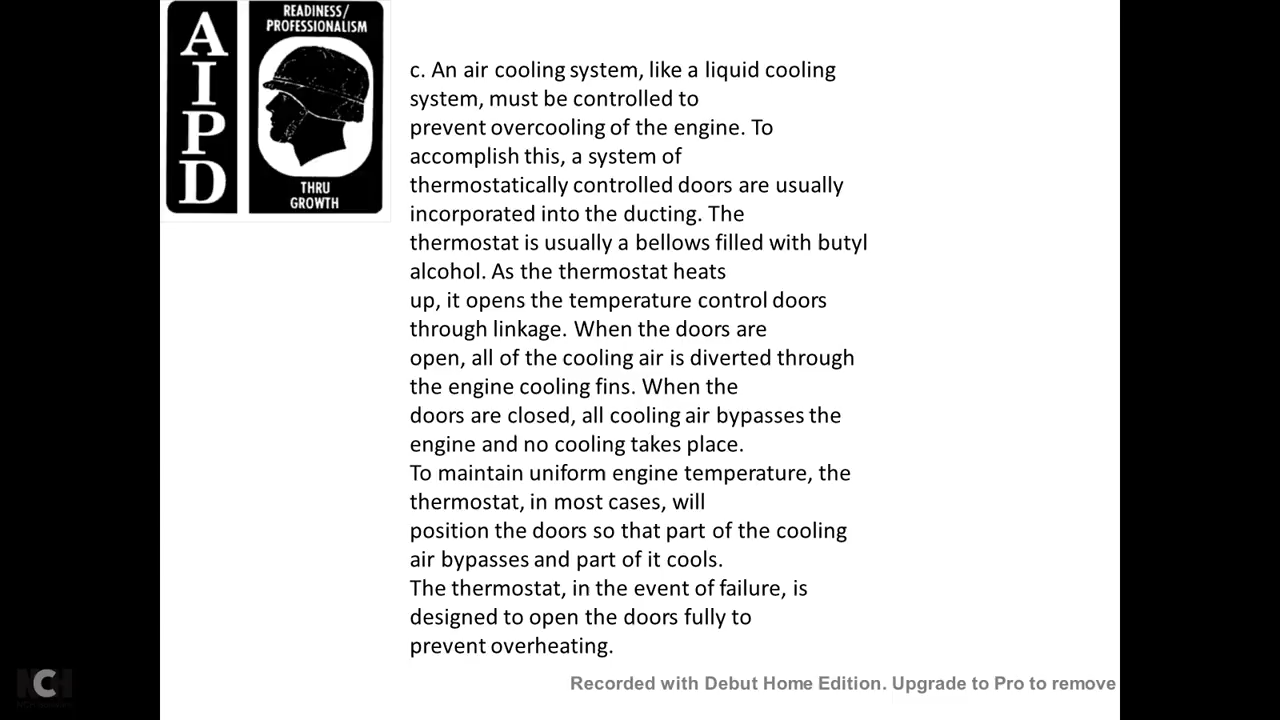 AIPD
READINESS/
PROFESSIONALISM
THRU
GROWTH
c. An air cooling system, like a liquid cooling
system, must be controlled to
prevent overcooling of the engine. To
accomplish this, a system of
thermostatically controlled doors are usually
incorporated into the ducting. The
thermostat is usually a bellows filled with butyl
alcohol. As the thermostat heats
up, it opens the temperature control doors
through linkage. When the doors are
open, all of the cooling air is diverted through
the engine cooling fins. When the
doors are closed, all cooling air bypasses the
engine and no cooling takes place.
To maintain uniform engine temperature, the
thermostat, in most cases, will
position the doors so that part of the cooling
air bypasses and part of it cools.
The thermostat, in the event of failure, is
designed to open the doors fully to
prevent overheating.
NCH
Recorded with Debut Home Edition. Upgrade to Pro to remove